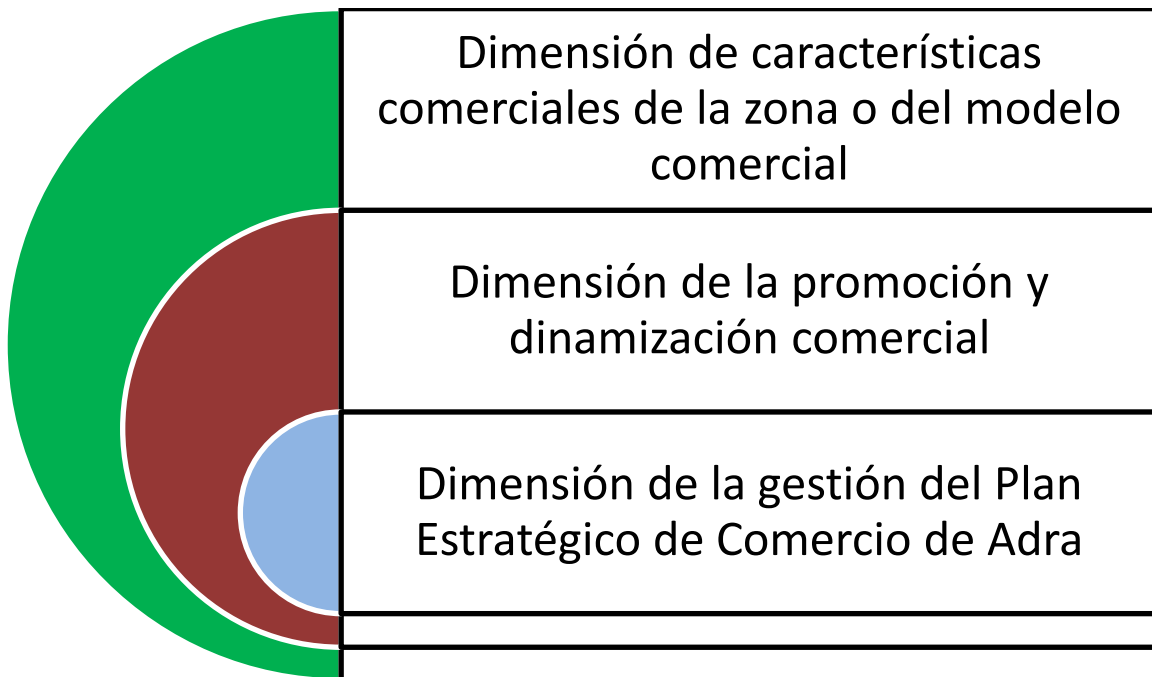 Dimensión de características
comerciales de la zona o del modelo
comercial
Dimensión de la promoción y
dinamización comercial
Dimensión de la gestión del Plan
Estratégico de Comercio de Adra